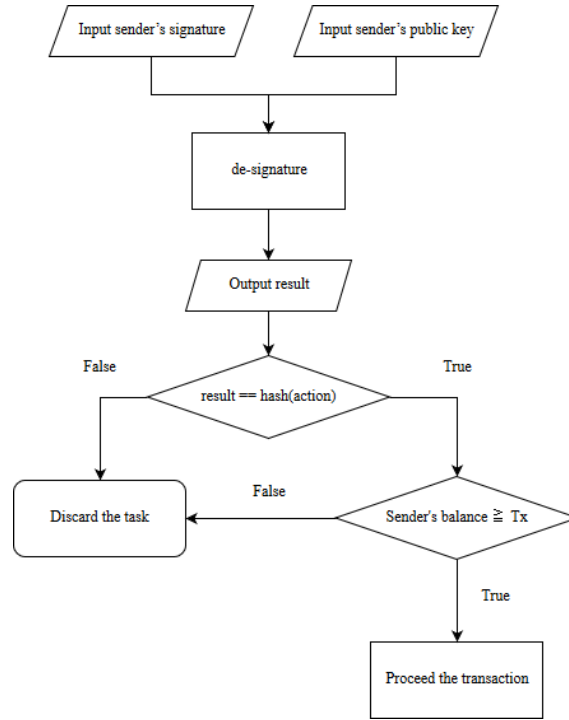 Input sender’s signature
Input sender’s public key
de-signature
Output result
False
True
result == hash(action)
False
Discard the task
Sender's balance ≧ Tx
True
Proceed the transaction